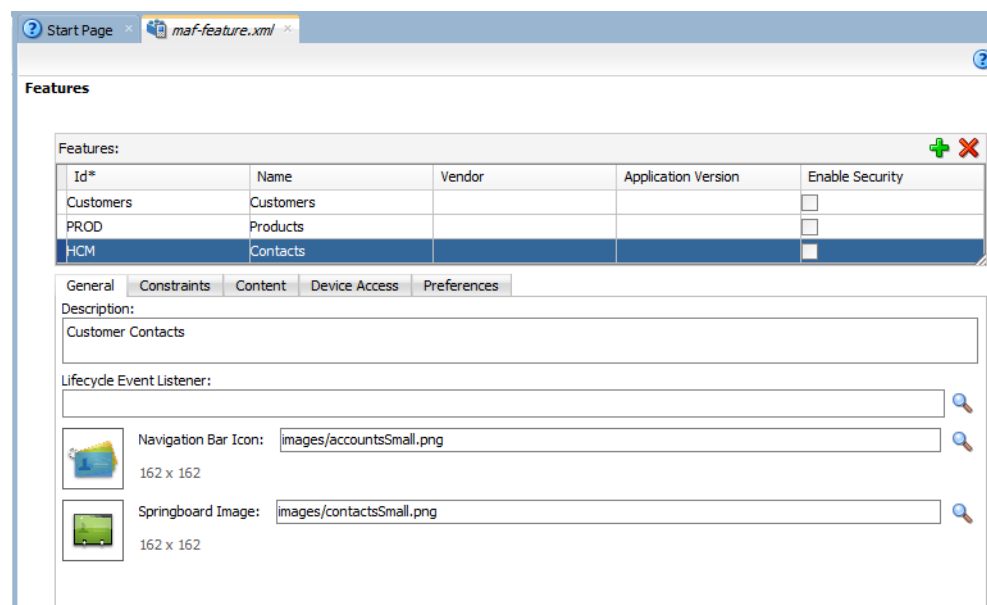 Start Page maf-feature.xml
Features
Features:
Id* Name Vendor Application Version Enable Security
Customers Customers
PROD Products
HCM Contacts
General Constraints Content Device Access Preferences
Description:
Customer Contacts
Lifecycle Event Listener:
Navigation Bar Icon: images/accountsSmall.png
162 x 162
Springboard Image: images/contactsSmall.png
162 x 162